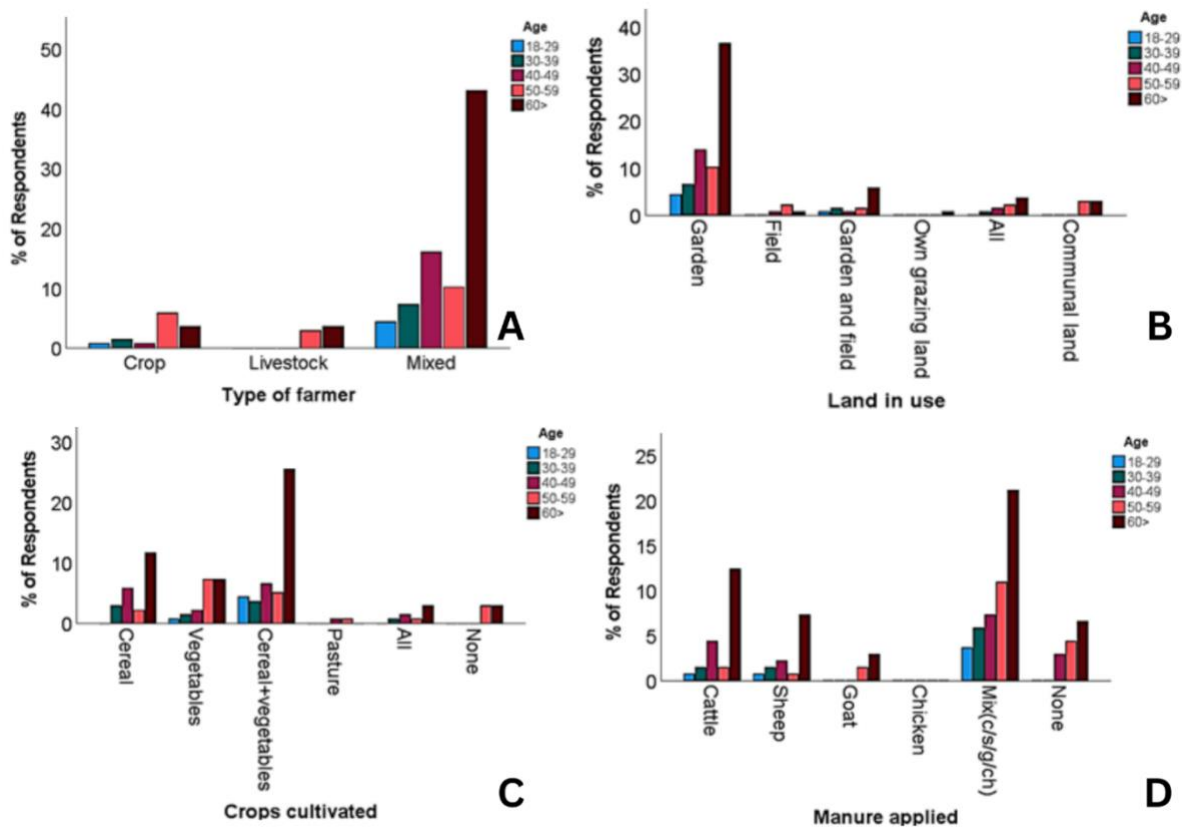 Age
18-29
30-39
40-49
50-59
60>
50
40
30
20
10
0
% of Respondents
Crop Livestock Mixed
Type of farmer
A
Age
18-29
30-39
40-49
50-59
60>
40
30
20
10
0
% of Respondents
Garden
Field
Garden and field
Own grazing land
All
Communal land
Land in use
B
Age
18-29
30-39
40-49
50-59
60>
30
20
10
0
% of Respondents
Cereal
Vegetables
Cereal+vegetables
Pasture
All
None
Crops cultivated
C
Age
18-29
30-39
40-49
50-59
60>
25
20
15
10
5
0
% of Respondents
Cattle
Sheep
Goat
Chicken
Mix(c/s/g/ch)
None
Manure applied
D